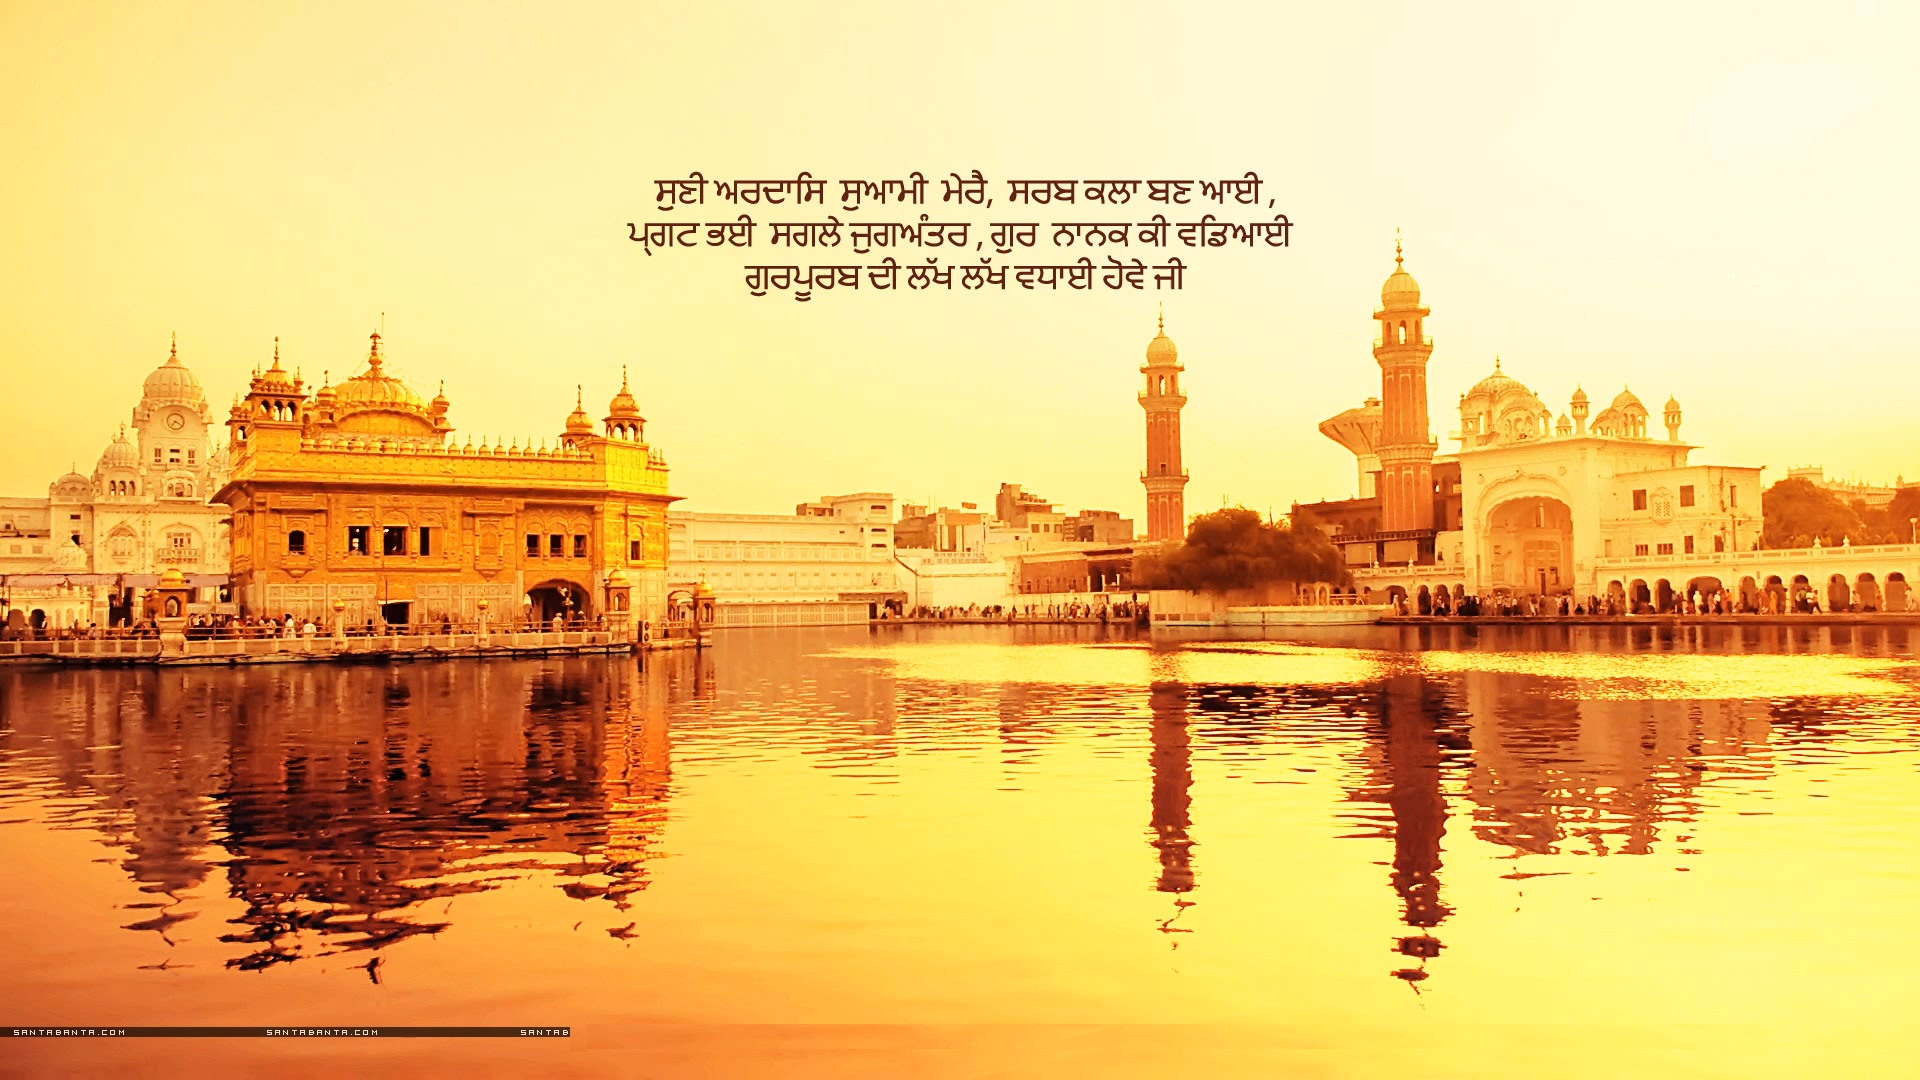 ਸੁਣੀ ਅਰਦਾਸਿ ਸੁਆਮੀ ਮੇਰੈ, ਸਰਬ ਕਲਾ ਬਣ ਆਈ ,
ਪ੍ਰਗਟ ਭਈ ਸਗਲੇ ਜੁਗਅੰਤਰ , ਗੁਰ ਨਾਨਕ ਕੀ ਵਡਿਆਈ
ਗੁਰਪੂਰਬ ਦੀ ਲੱਖ ਲੱਖ ਵਧਾਈ ਹੋਵੇ ਜੀ
SANTABANTA.COM SANTABANTA.COM SANTAB